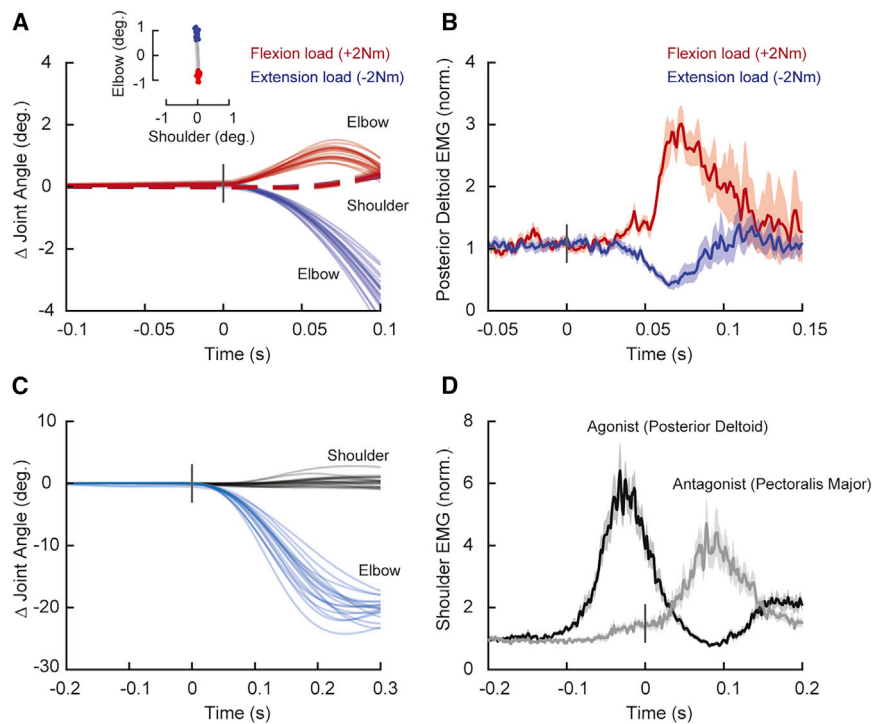 A
Elbow (deg.)
1
0
-1
-1 0 1
Shoulder (deg.)
Flexion load (+2Nm)
Extension load (-2Nm)
Δ Joint Angle (deg.)
4
2
0
-2
-4
Elbow
Shoulder
Elbow
-0.1 -0.05 0 0.05 0.1
Time (s)
B
Flexion load (+2Nm)
Extension load (-2Nm)
Posterior Deltoid EMG (norm.)
4
3
2
1
0
-0.05 0 0.05 0.1 0.15
Time (s)
C
Δ Joint Angle (deg.)
10
0
-10
-20
-30
Shoulder
Elbow
-0.2 -0.1 0 0.1 0.2 0.3
Time (s)
D
Shoulder EMG (norm.)
8
6
4
2
0
Agonist (Posterior Deltoid)
Antagonist (Pectoralis Major)
-0.2 -0.1 0 0.1 0.2
Time (s)